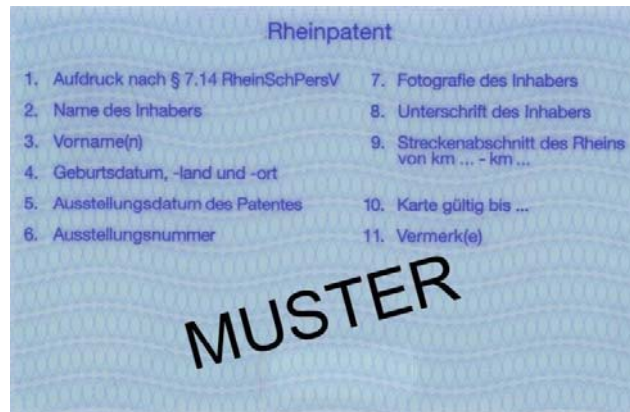 Rheinpatent
1. Aufdruck nach § 7.14 RheinSchPersV
2. Name des Inhabers
3. Vorname(n)
4. Geburtsdatum, -land und -ort
5. Ausstellungsdatum des Patentes
6. Ausstellungsnummer
7. Fotografie des Inhabers
8. Unterschrift des Inhabers
9. Streckenabschnitt des Rheins
von km ... - km ...
10. Karte gültig bis ...
11. Vermerk(e)
MUSTER